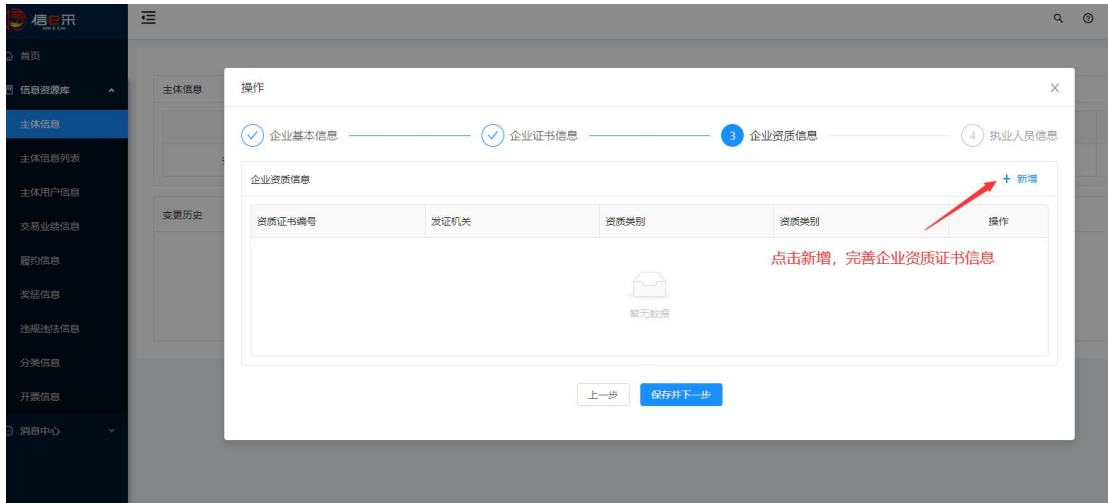 信e采
首页
信息资源库
主体信息
主体信息列表
主体用户信息
交易业绩信息
履约信息
奖惩信息
违规违法信息
分类信息
开票信息
消息中心
主体信息
变更历史
操作
企业基本信息
企业证书信息
3 企业资质信息
4 执业人员信息
企业资质信息
+ 新增
资质证书编号 发证机关 资质类别 资质类别 操作
点击新增，完善企业资质证书信息
暂无数据
上一步 保存并下一步